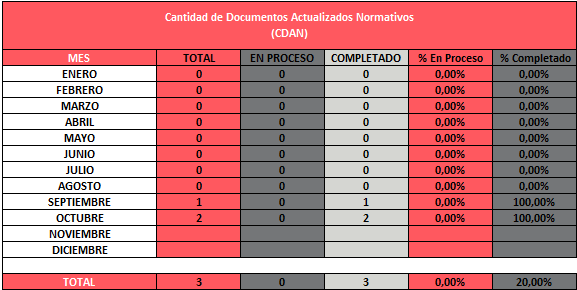 Cantidad de Documentos Actualizados Normativos
(CDAN)
MES TOTAL EN PROCESO COMPLETADO % En Proceso % Completado
ENERO 0 0 0 0,00% 0,00%
FEBRERO 0 0 0 0,00% 0,00%
MARZO 0 0 0 0,00% 0,00%
ABRIL 0 0 0 0,00% 0,00%
MAYO 0 0 0 0,00% 0,00%
JUNIO 0 0 0 0,00% 0,00%
JULIO 0 0 0 0,00% 0,00%
AGOSTO 0 0 0 0,00% 0,00%
SEPTIEMBRE 1 0 1 0,00% 100,00%
OCTUBRE 2 0 2 0,00% 100,00%
NOVIEMBRE
DICIEMBRE
TOTAL 3 0 3 0,00% 20,00%